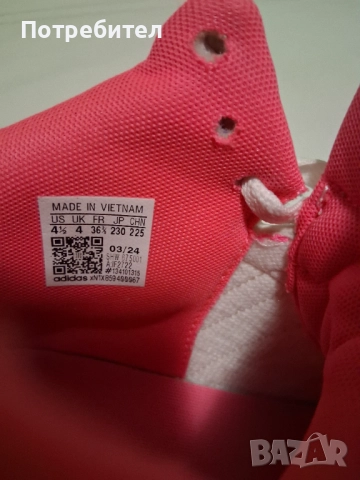 Потребител
MADE IN VIETNAM
US UK FR JP CHN
4½ 4 36⅔ 230 225
03/24
#134101316
adidas
BAZAR